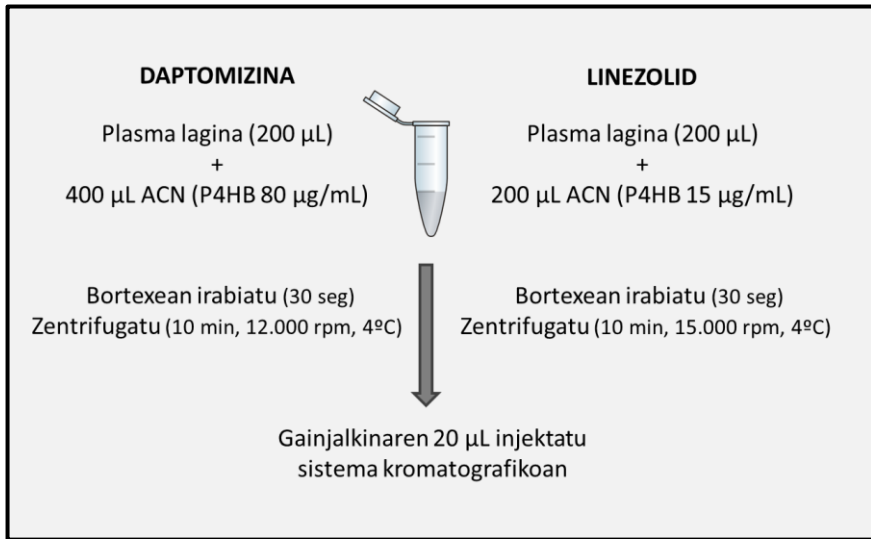 DAPTOMIZINA
Plasma lagina (200 µL)
+
400 µL ACN (P4HB 80 µg/mL)
Bortexean irabiatu (30 seg)
Zentrifugatu (10 min, 12.000 rpm, 4ºC)
LINEZOLID
Plasma lagina (200 µL)
+
200 µL ACN (P4HB 15 µg/mL)
Bortexean irabiatu (30 seg)
Zentrifugatu (10 min, 15.000 rpm, 4ºC)
Gainjalkinaren 20 µL injektatu
sistema kromatografikoan